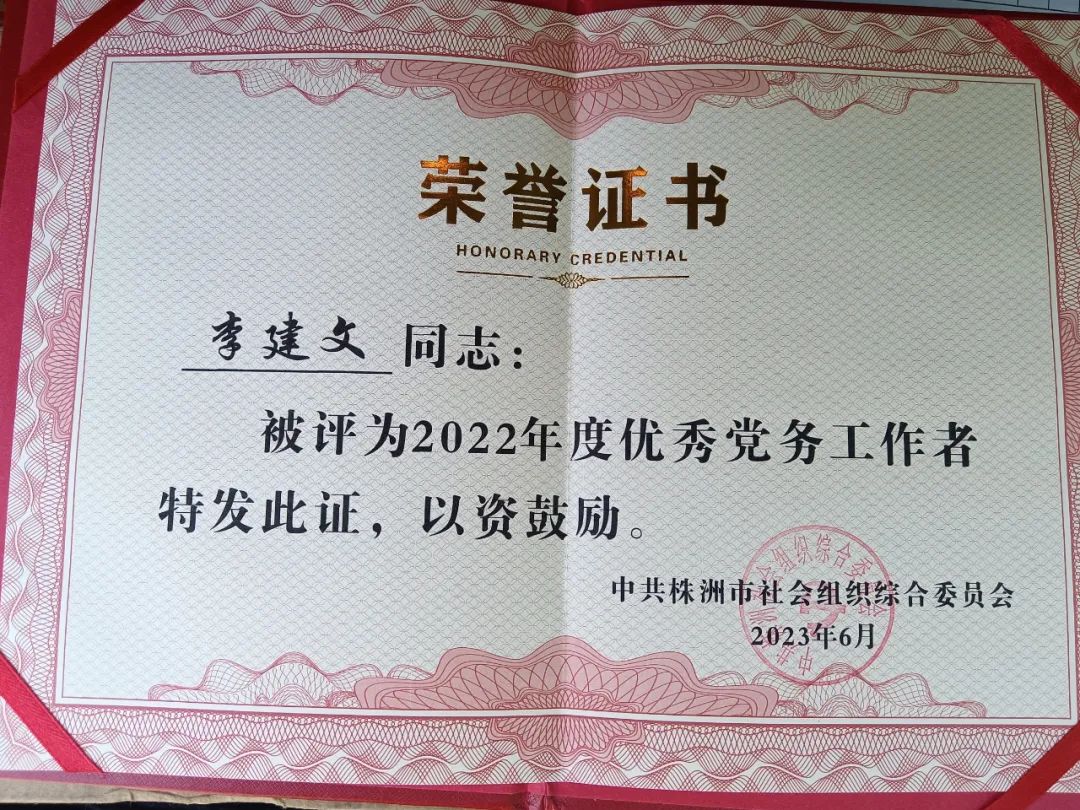 荣誉证书
HONORARY CREDENTIAL
李建文 同志：
被评为2022年度优秀党务工作者
特发此证，以资鼓励。
中共株洲市社会组织综合委员会
2023年6月